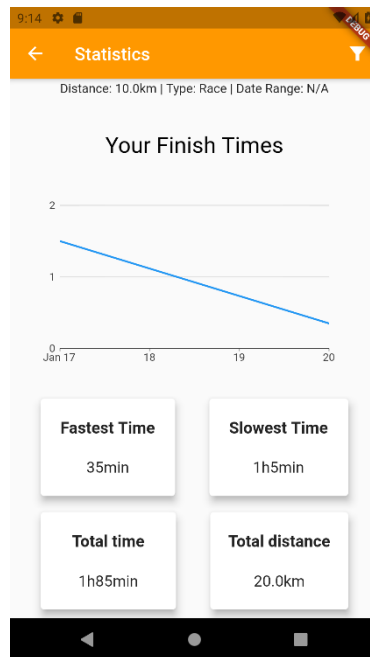 9:14
DEBUG
Statistics
Distance: 10.0km | Type: Race | Date Range: N/A
Your Finish Times
2
1
0
Jan 17 18 19 20
Fastest Time
35min
Slowest Time
1h5min
Total time
1h85min
Total distance
20.0km